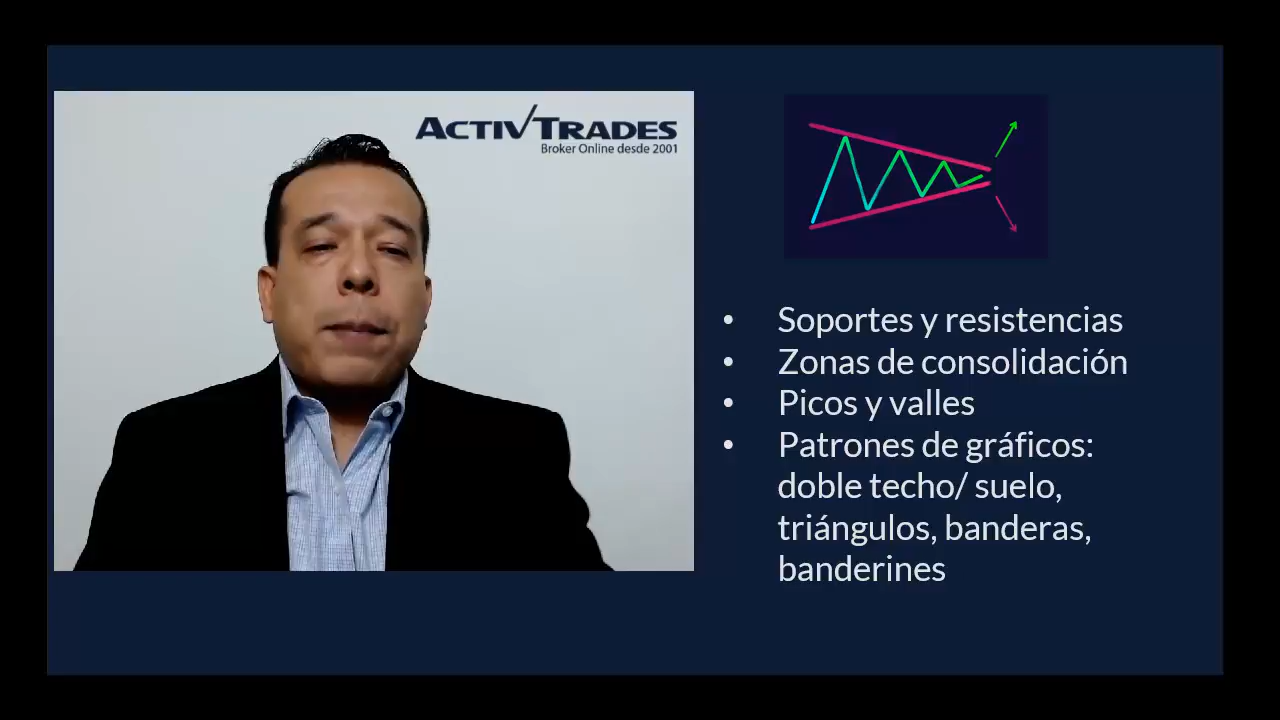 ACTIVTRADES
Broker Online desde 2001
• Soportes y resistencias
• Zonas de consolidación
• Picos y valles
• Patrones de gráficos:
doble techo/ suelo,
triángulos, banderas,
banderines